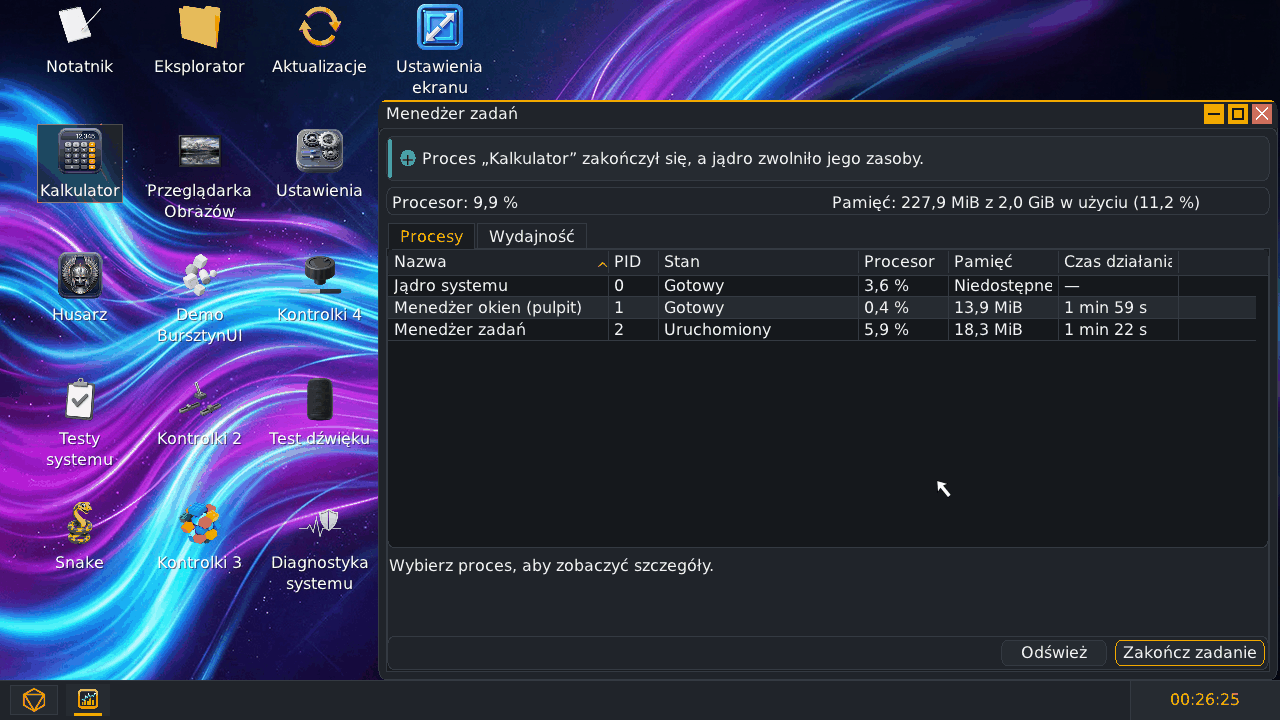 Notatnik
Eksplorator
Aktualizacje
Ustawienia
ekranu
Kalkulator
Przeglądarka
Obrazów
Ustawienia
Husarz
Demo
BursztynUI
Kontrolki 4
Testy
systemu
Kontrolki 2
Test dźwięku
Snake
Kontrolki 3
Diagnostyka
systemu
Menedżer zadań
Proces „Kalkulator” zakończył się, a jądro zwolniło jego zasoby.
Procesor: 9,9 % Pamięć: 227,9 MiB z 2,0 GiB w użyciu (11,2 %)
Procesy Wydajność
Nazwa PID Stan Procesor Pamięć Czas działania
Jądro systemu 0 Gotowy 3,6 % Niedostępne —
Menedżer okien (pulpit) 1 Gotowy 0,4 % 13,9 MiB 1 min 59 s
Menedżer zadań 2 Uruchomiony 5,9 % 18,3 MiB 1 min 22 s
Wybierz proces, aby zobaczyć szczegóły.
Odśwież Zakończ zadanie
00:26:25